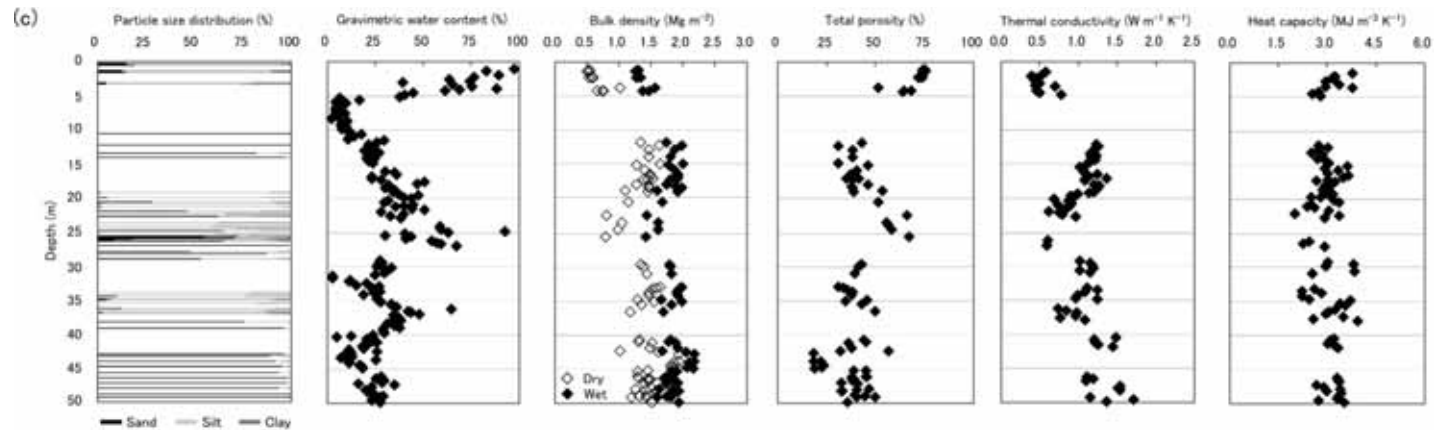 (c)
Particle size distribution (%)
0 25 50 75 100
Gravimetric water content (%)
0 25 50 75 100
Bulk density (Mg m⁻²)
0.0 0.5 1.0 1.5 2.0 2.5 3.0
Total porosity (%)
0 25 50 75 100
Thermal conductivity (W m⁻¹ K⁻¹)
0.0 0.5 1.0 1.5 2.0 2.5
Heat capacity (MJ m⁻³ K⁻¹)
0.0 1.5 3.0 4.5 6.0
Depth (m)
0
5
10
15
20
25
30
35
40
45
50
Dry
Wet
Sand Silt Clay